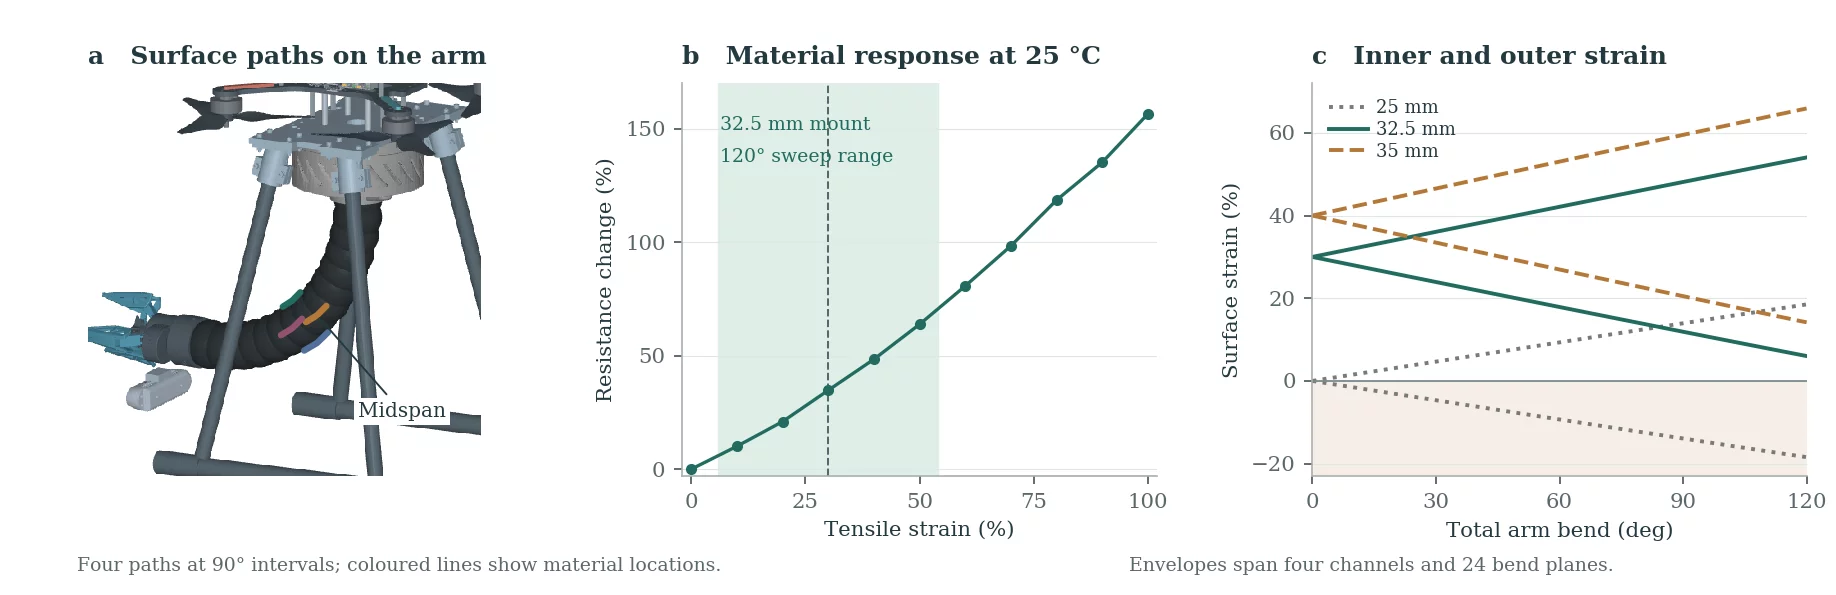 a Surface paths on the arm
Midspan
b Material response at 25 °C
32.5 mm mount
120° sweep range
Resistance change (%)
150
100
50
0
0 25 50 75 100
Tensile strain (%)
c Inner and outer strain
25 mm
32.5 mm
35 mm
Surface strain (%)
60
40
20
0
−20
0 30 60 90 120
Total arm bend (deg)
Four paths at 90° intervals; coloured lines show material locations.
Envelopes span four channels and 24 bend planes.